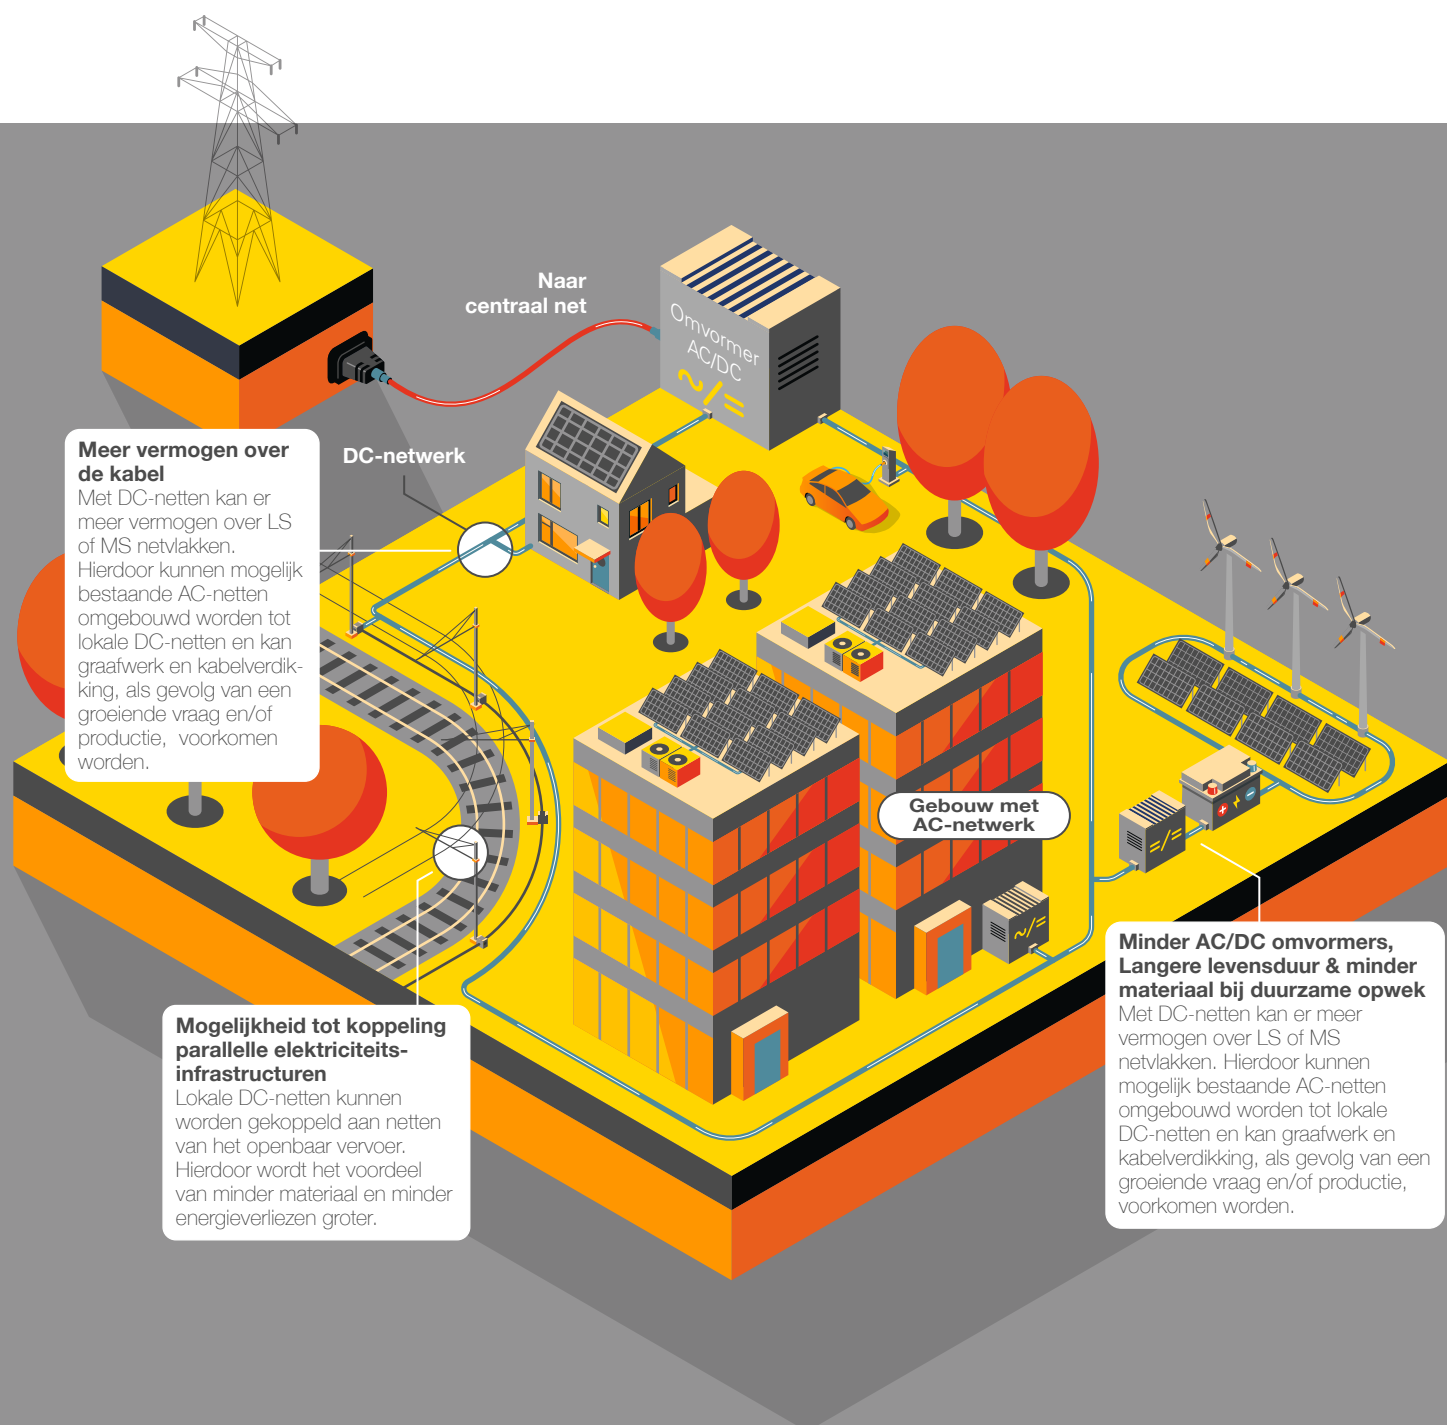 Naar
centraal net
Omvormer
AC/DC
~/=
DC-netwerk
Meer vermogen over
de kabel
Met DC-netten kan er
meer vermogen over LS
of MS netvlakken.
Hierdoor kunnen mogelijk
bestaande AC-netten
omgebouwd worden tot
lokale DC-netten en kan
graafwerk en kabelverdik-
king, als gevolg van een
groeiende vraag en/of
productie,  voorkomen
worden.
Gebouw met
AC-netwerk
+ −
=/=
~/=
Mogelijkheid tot koppeling
parallelle elektriciteits-
infrastructuren
Lokale DC-netten kunnen
worden gekoppeld aan netten
van het openbaar vervoer.
Hierdoor wordt het voordeel
van minder materiaal en minder
energieverliezen groter.
Minder AC/DC omvormers,
Langere levensduur & minder
materiaal bij duurzame opwek
Met DC-netten kan er meer
vermogen over LS of MS
netvlakken. Hierdoor kunnen
mogelijk bestaande AC-netten
omgebouwd worden tot lokale
DC-netten en kan graafwerk en
kabelverdikking, als gevolg van een
groeiende vraag en/of productie,
voorkomen worden.